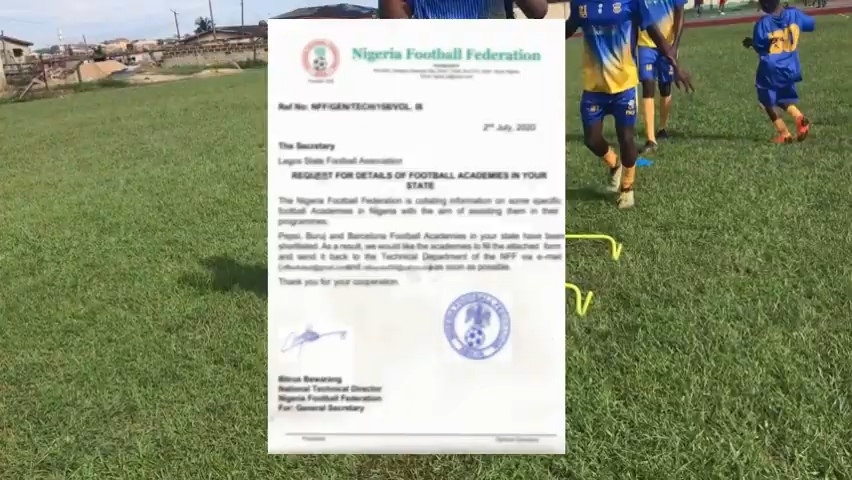 Nigeria Football Federation
Ref No: NFF/GEN/TECH/158/VOL. III
2nd July, 2020
The Secretary
Lagos State Football Association
REQUEST FOR DETAILS OF FOOTBALL ACADEMIES IN YOUR
STATE
The Nigeria Football Federation is collating information on some specific
football Academies in Nigeria with the aim of assisting them in their
programmes.
Pepsi, Buruj and Barcelona Football Academies in your state have been
shortlisted. As a result, we would like the academies to fill the attached form
and send it back to the Technical Department of the NFF via e-mail
as soon as possible.
Thank you for your cooperation.
Bitrus Bewarang
National Technical Director
Nigeria Football Federation
For: General Secretary